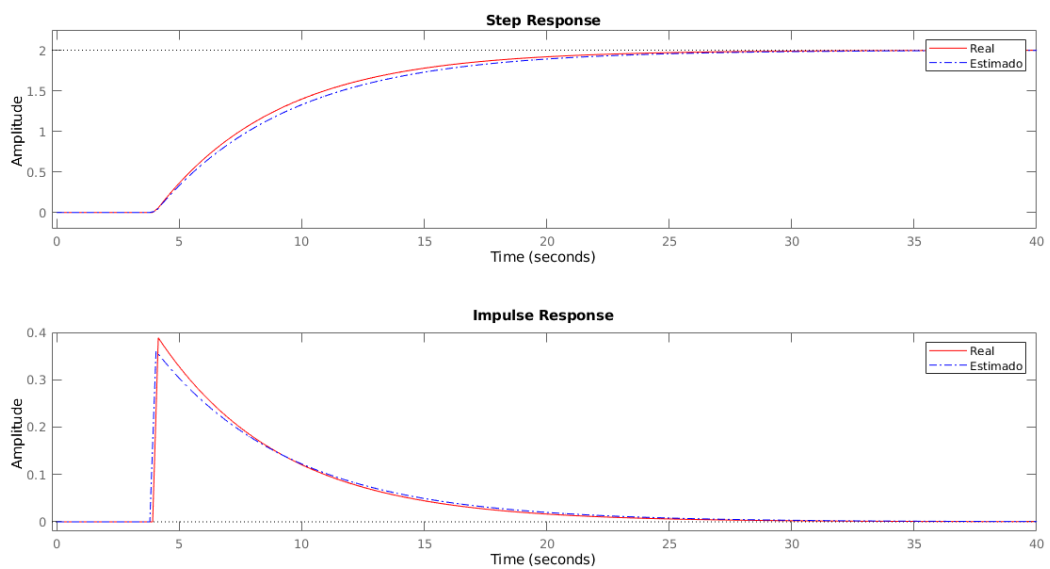 Step Response
2
1.5
1
0.5
0
Amplitude
Real
Estimado
0 5 10 15 20 25 30 35 40
Time (seconds)
Impulse Response
0.4
0.3
0.2
0.1
0
Amplitude
Real
Estimado
0 5 10 15 20 25 30 35 40
Time (seconds)